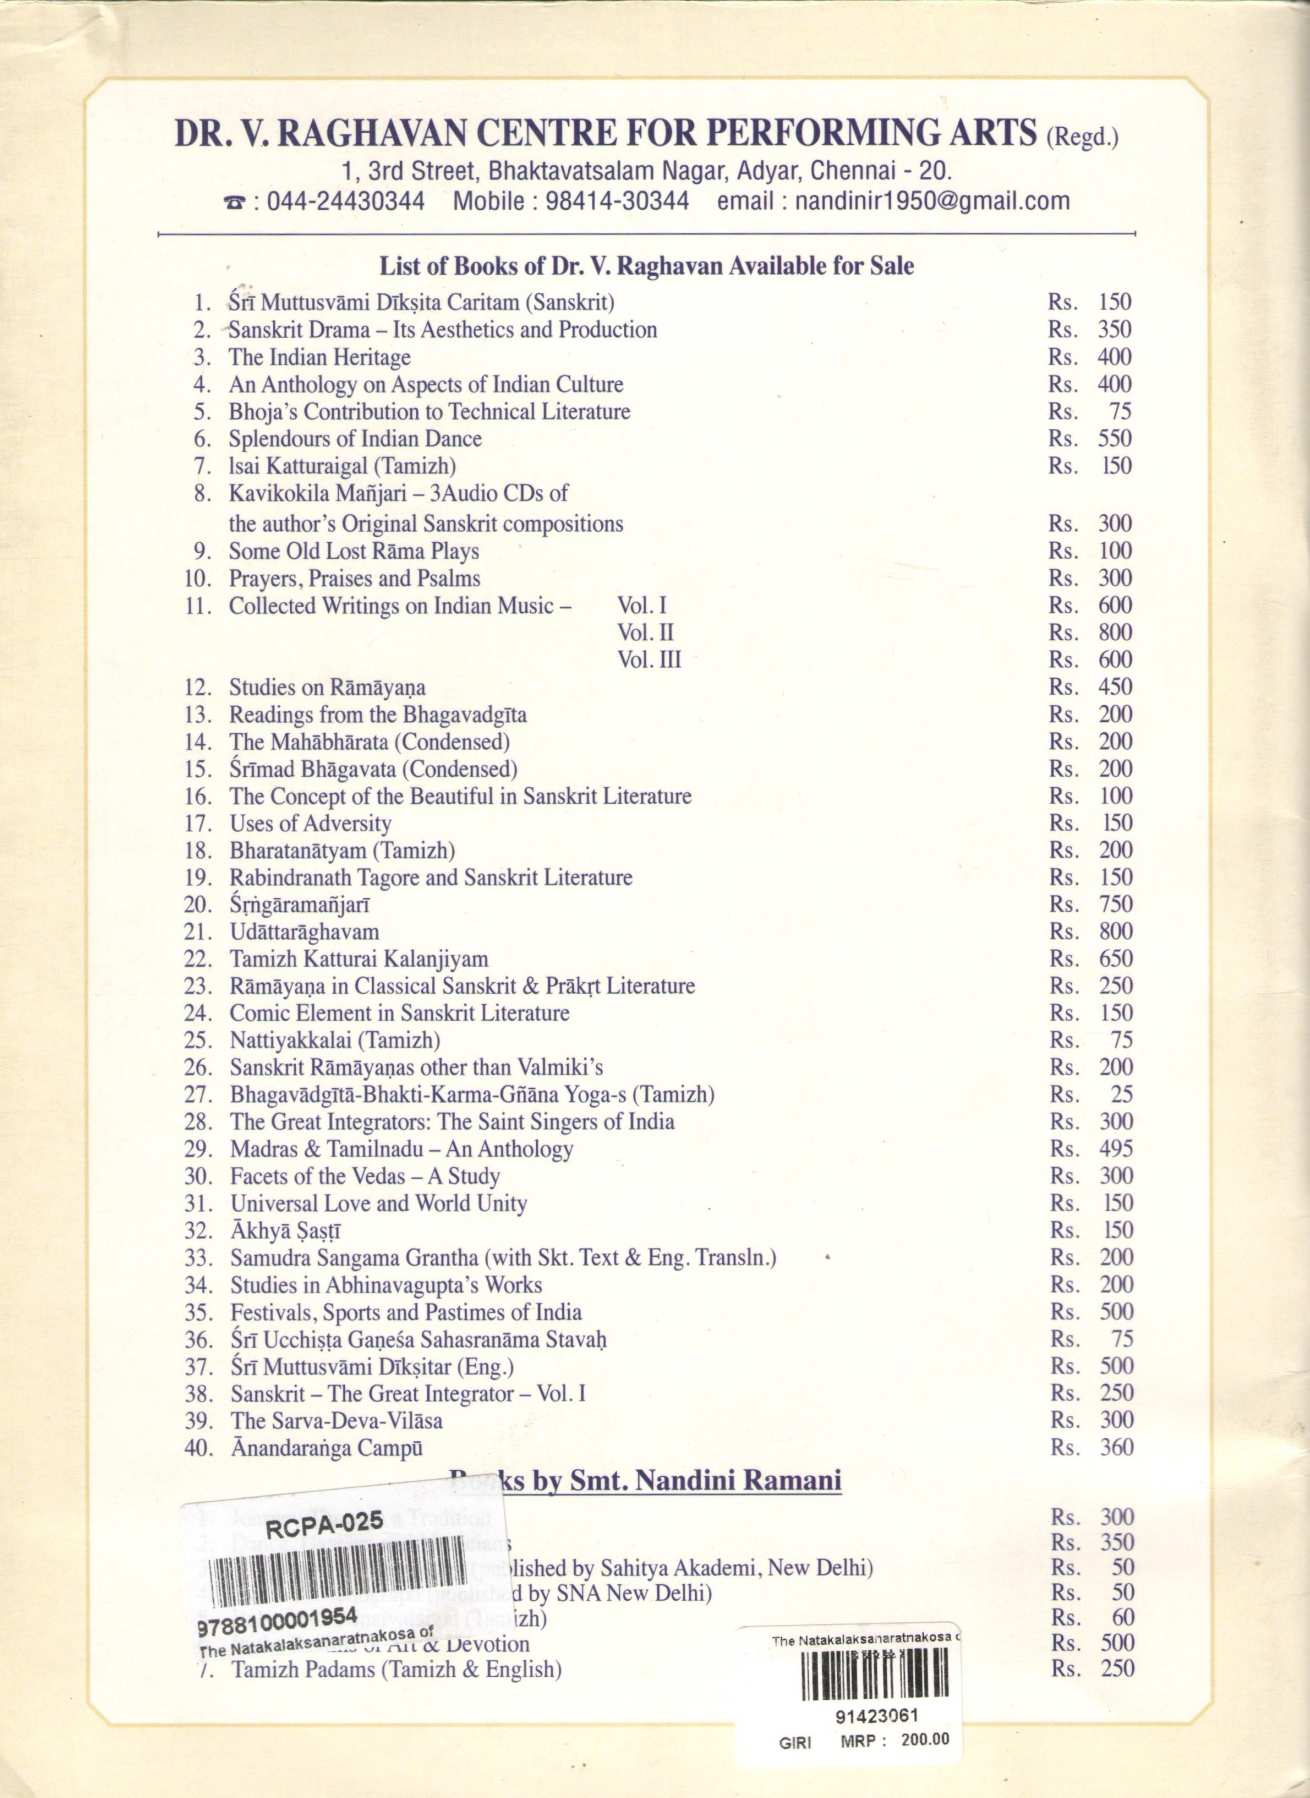 DR. V. RAGHAVAN CENTRE FOR PERFORMING ARTS (Regd.)
1, 3rd Street, Bhaktavatsalam Nagar, Adyar, Chennai - 20.
☎ : 044-24430344 Mobile : 98414-30344 email : nandinir1950@gmail.com
List of Books of Dr. V. Raghavan Available for Sale
1. Śrī Muttusvāmi Dīkṣita Caritam (Sanskrit) Rs. 150
2. Sanskrit Drama – Its Aesthetics and Production Rs. 350
3. The Indian Heritage Rs. 400
4. An Anthology on Aspects of Indian Culture Rs. 400
5. Bhoja's Contribution to Technical Literature Rs. 75
6. Splendours of Indian Dance Rs. 550
7. Isai Katturaigal (Tamizh) Rs. 150
8. Kavikokila Mañjari – 3Audio CDs of
the author's Original Sanskrit compositions Rs. 300
9. Some Old Lost Rāma Plays Rs. 100
10. Prayers, Praises and Psalms Rs. 300
11. Collected Writings on Indian Music – Vol. I Rs. 600
Vol. II Rs. 800
Vol. III Rs. 600
12. Studies on Rāmāyaṇa Rs. 450
13. Readings from the Bhagavadgīta Rs. 200
14. The Mahābhārata (Condensed) Rs. 200
15. Śrīmad Bhāgavata (Condensed) Rs. 200
16. The Concept of the Beautiful in Sanskrit Literature Rs. 100
17. Uses of Adversity Rs. 150
18. Bharatanātyam (Tamizh) Rs. 200
19. Rabindranath Tagore and Sanskrit Literature Rs. 150
20. Śṛṁgāramañjarī Rs. 750
21. Udāttarāghavam Rs. 800
22. Tamizh Katturai Kalanjiyam Rs. 650
23. Rāmāyaṇa in Classical Sanskrit & Prākṛt Literature Rs. 250
24. Comic Element in Sanskrit Literature Rs. 150
25. Nattiyakkalai (Tamizh) Rs. 75
26. Sanskrit Rāmāyaṇas other than Valmiki's Rs. 200
27. Bhagavādgītā-Bhakti-Karma-Gñāna Yoga-s (Tamizh) Rs. 25
28. The Great Integrators: The Saint Singers of India Rs. 300
29. Madras & Tamilnadu – An Anthology Rs. 495
30. Facets of the Vedas – A Study Rs. 300
31. Universal Love and World Unity Rs. 150
32. Ākhyā Ṣaṣṭī Rs. 150
33. Samudra Sangama Grantha (with Skt. Text & Eng. Transln.) Rs. 200
34. Studies in Abhinavagupta's Works Rs. 200
35. Festivals, Sports and Pastimes of India Rs. 500
36. Śrī Ucchiṣṭa Gaṇeśa Sahasranāma Stavaḥ Rs. 75
37. Śrī Muttusvāmi Dīkṣitar (Eng.) Rs. 500
38. Sanskrit – The Great Integrator – Vol. I Rs. 250
39. The Sarva-Deva-Vilāsa Rs. 300
40. Ānandaraṅga Campū Rs. 360
Books by Smt. Nandini Ramani
a Tradition Rs. 300
Rs. 350
(published by Sahitya Akademi, New Delhi) Rs. 50
(published by SNA New Delhi) Rs. 50
Rs. 60
of Art & Devotion Rs. 500
7. Tamizh Padams (Tamizh & English) Rs. 250
RCPA-025
9788100001954
The Natakalaksanaratnakosa of
The Natakalaksanaratnakosa
91423061
GIRI MRP : 200.00